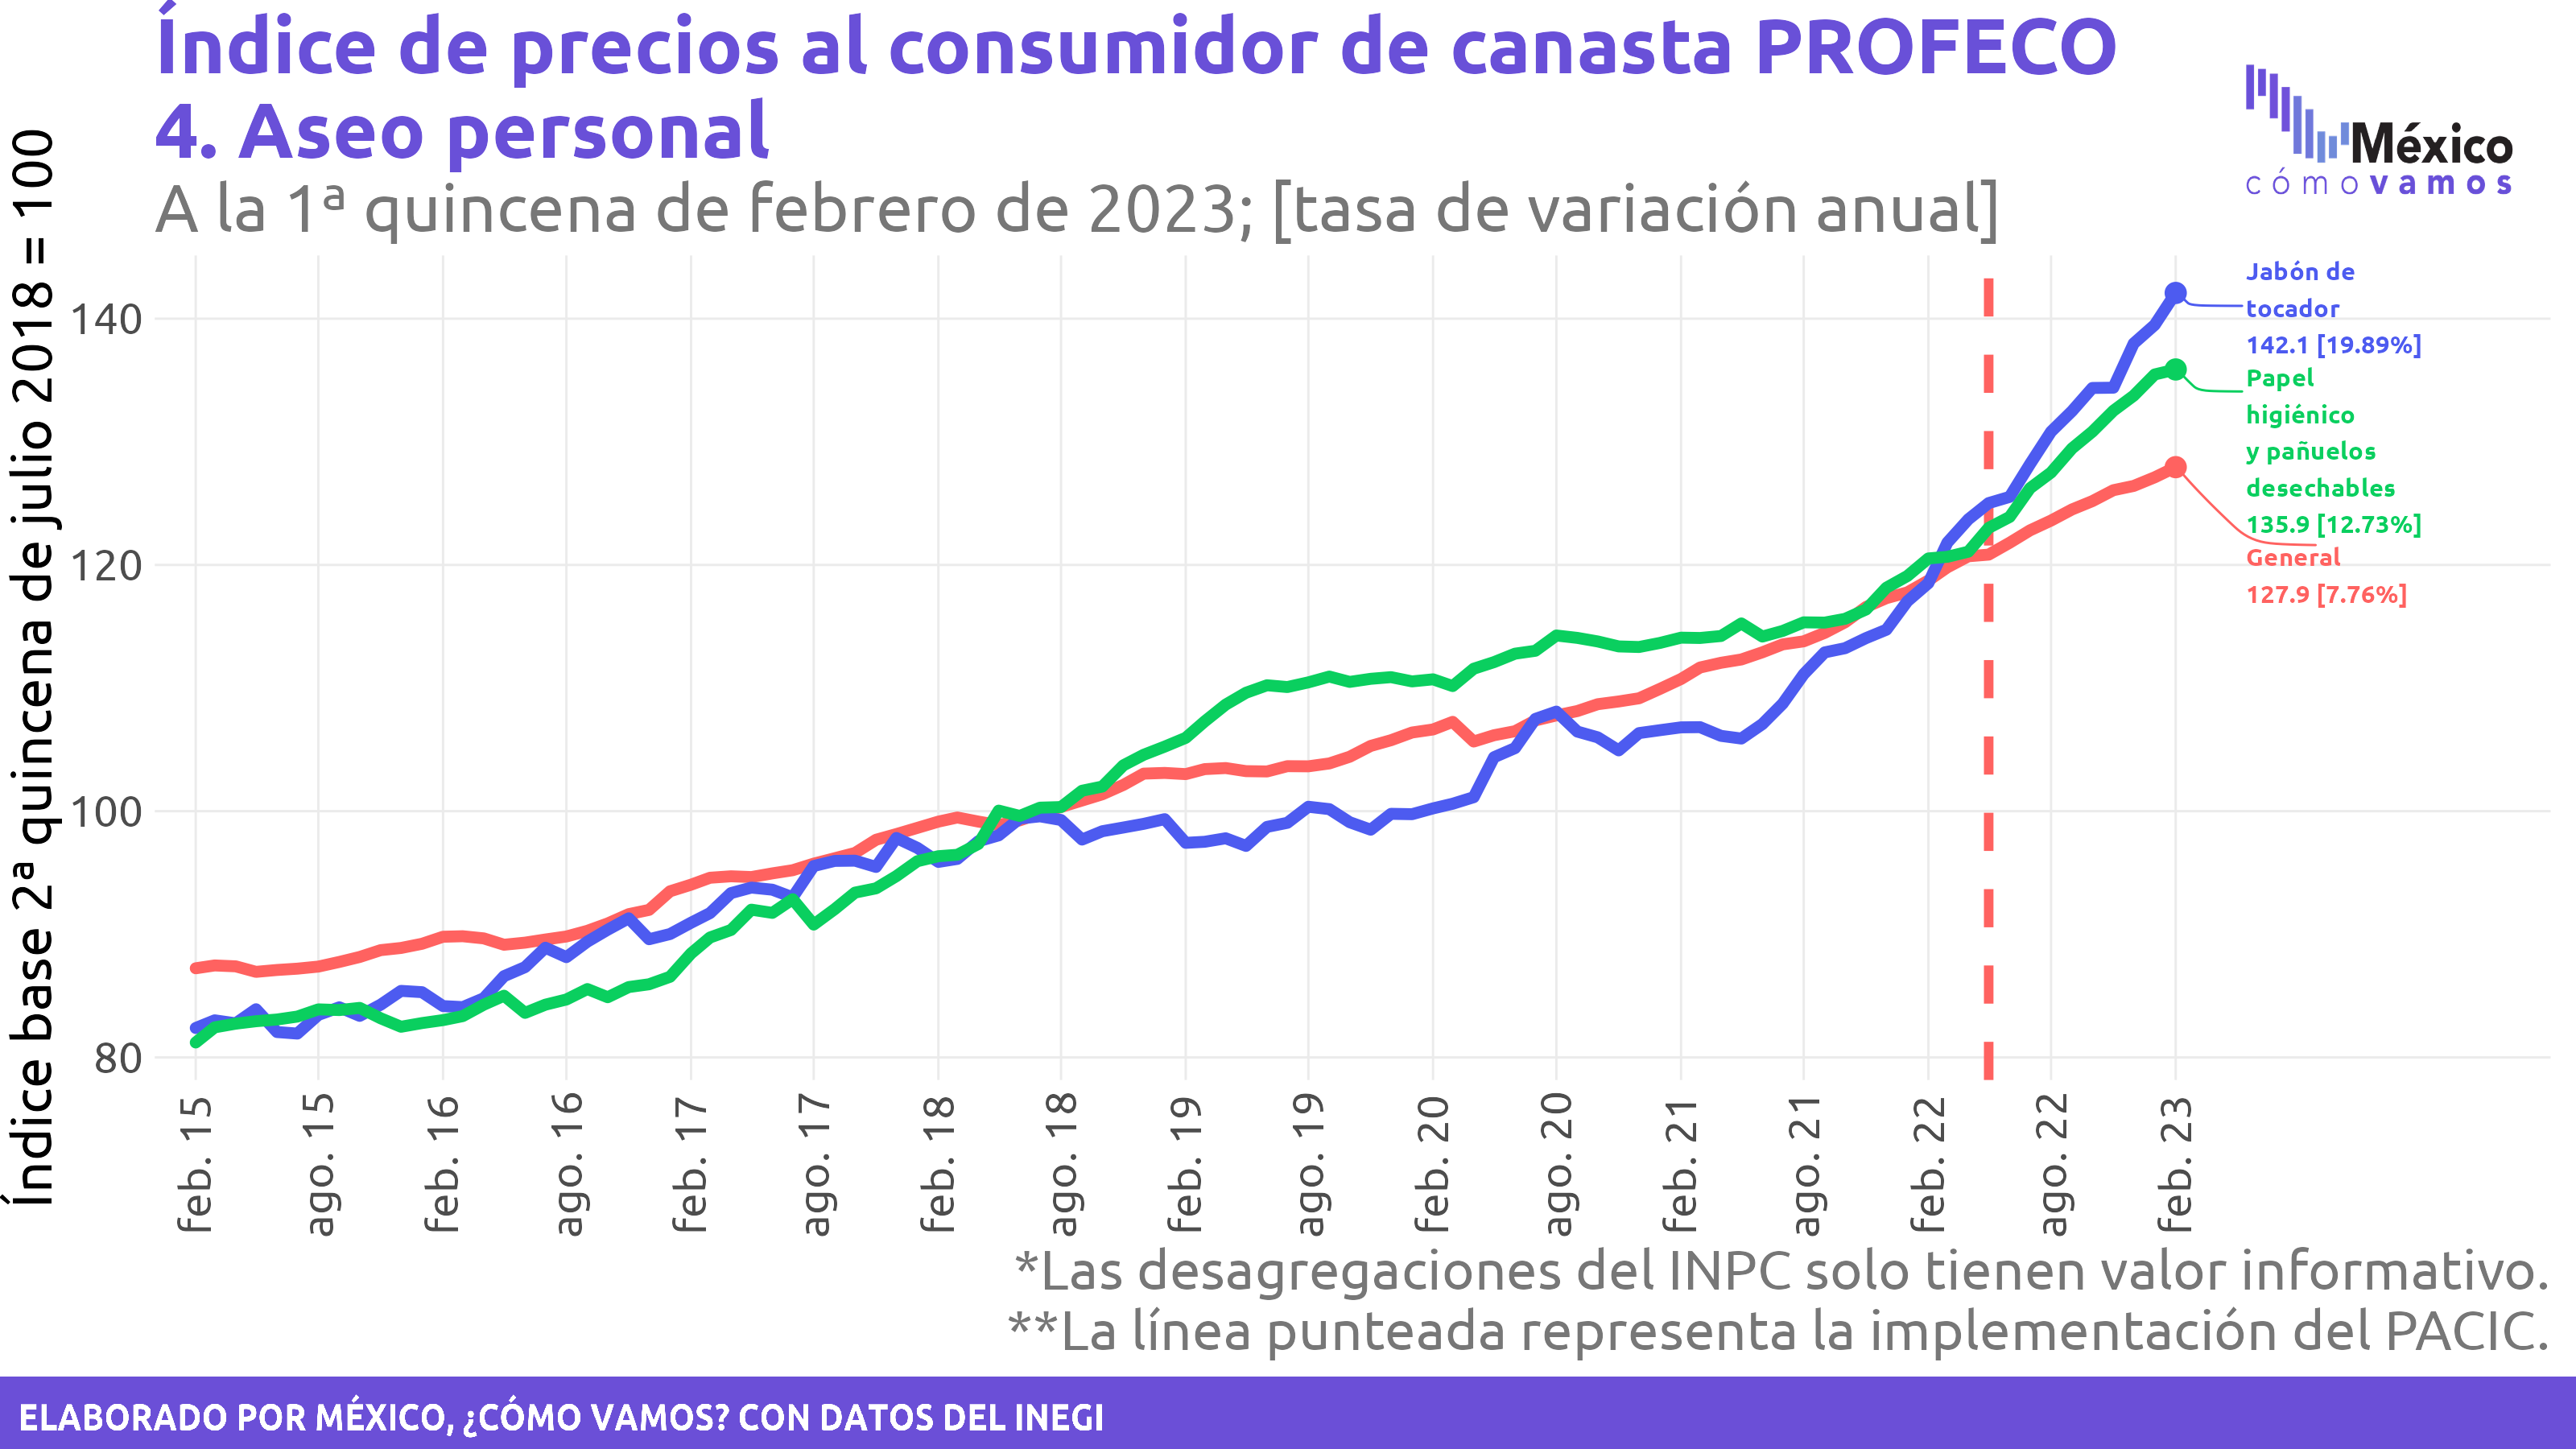 Índice de precios al consumidor de canasta PROFECO
4. Aseo personal
A la 1ª quincena de febrero de 2023; [tasa de variación anual]
México
cómo vamos
Índice base 2ª quincena de julio 2018 = 100
140
120
100
80
Jabón de
tocador
142.1 [19.89%]
Papel
higiénico
y pañuelos
desechables
135.9 [12.73%]
General
127.9 [7.76%]
feb. 15
ago. 15
feb. 16
ago. 16
feb. 17
ago. 17
feb. 18
ago. 18
feb. 19
ago. 19
feb. 20
ago. 20
feb. 21
ago. 21
feb. 22
ago. 22
feb. 23
*Las desagregaciones del INPC solo tienen valor informativo.
**La línea punteada representa la implementación del PACIC.
ELABORADO POR MÉXICO, ¿CÓMO VAMOS? CON DATOS DEL INEGI